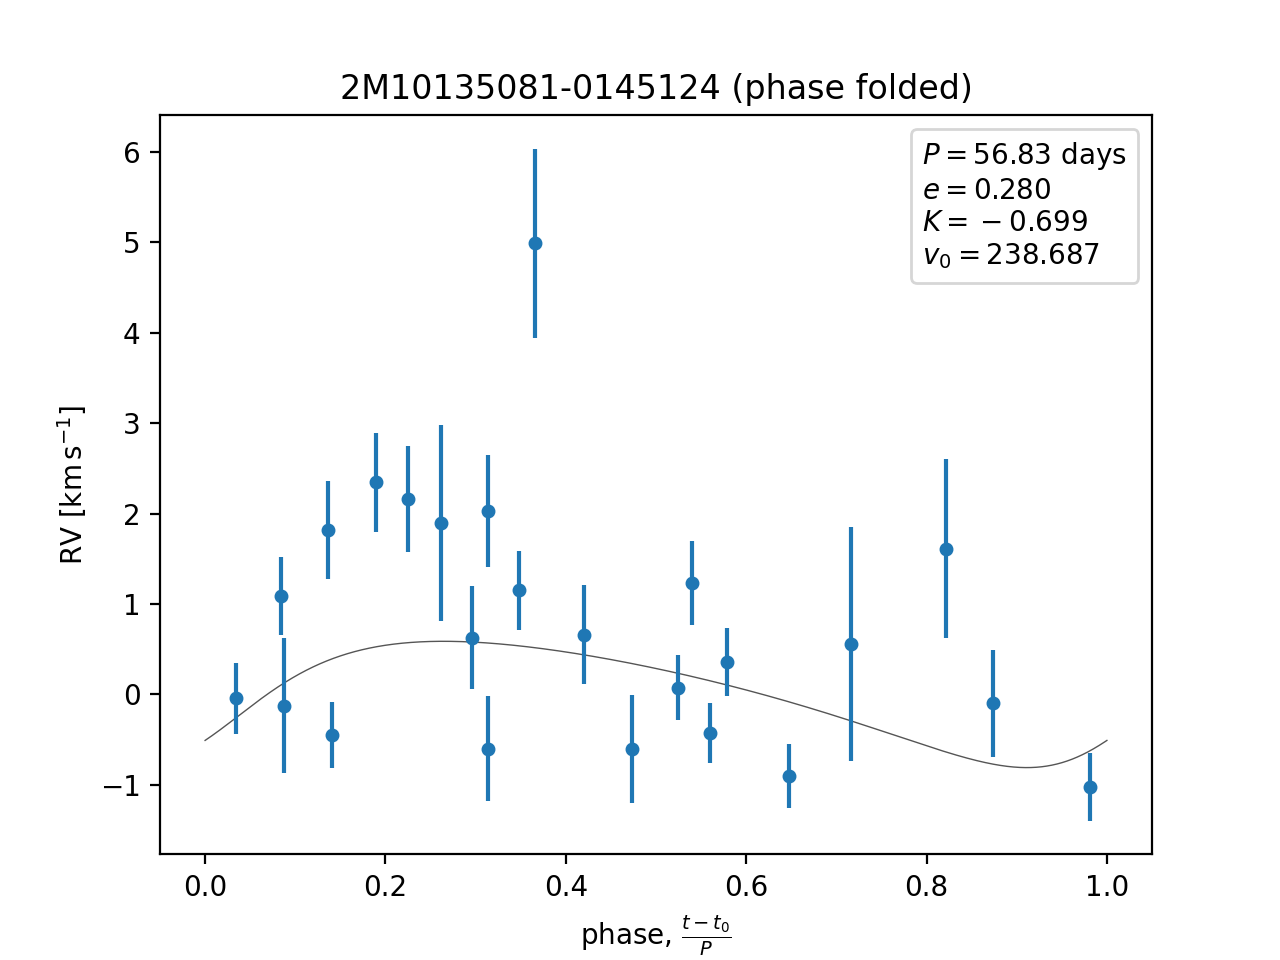 2M10135081-0145124 (phase folded)
P = 56.83 days
e = 0.280
K = −0.699
v₀ = 238.687
6
5
4
3
2
1
0
−1
RV [km s⁻¹]
0.0 0.2 0.4 0.6 0.8 1.0
phase, (t − t₀)/P